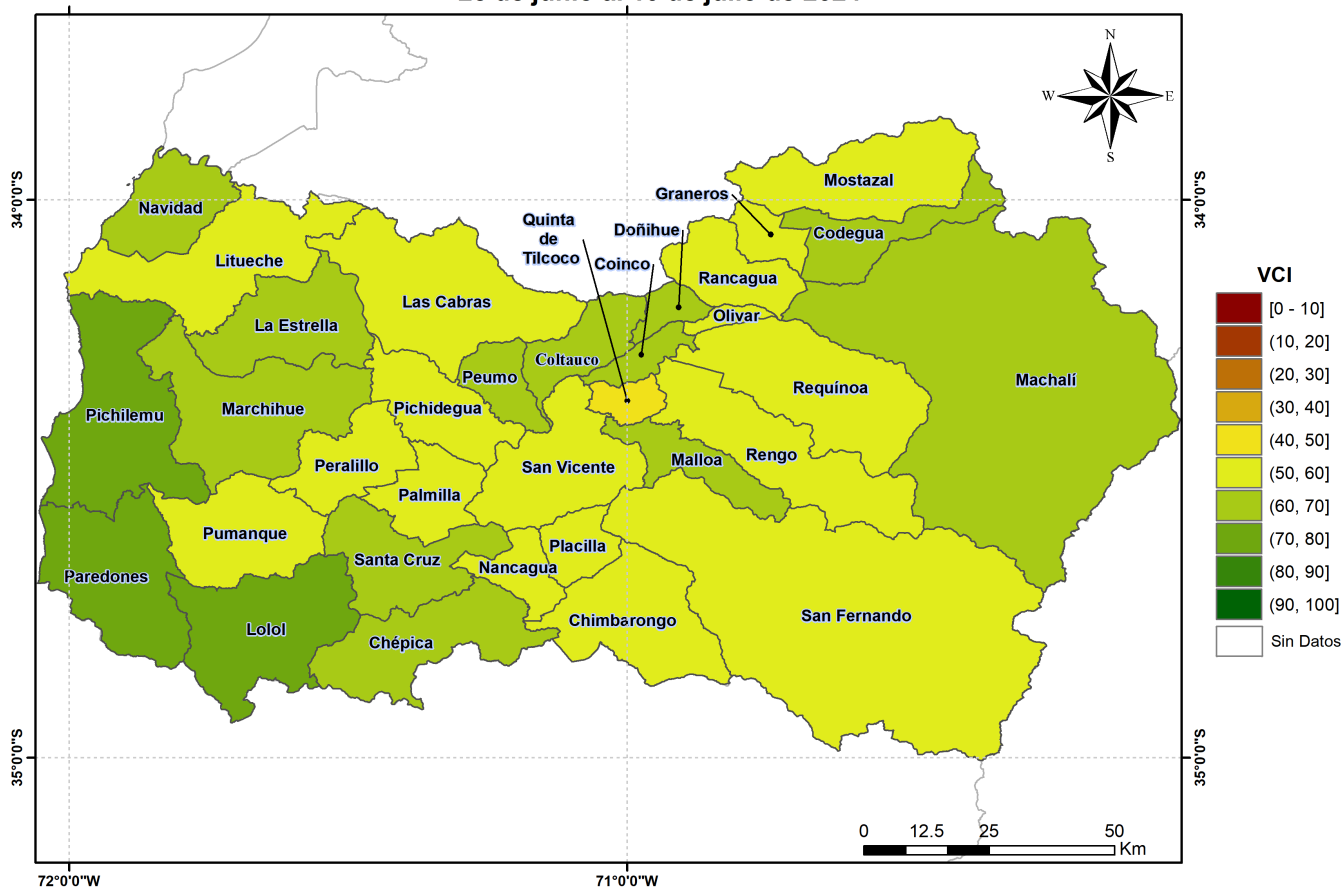 N
W
E
S
34°0'0"S
34°0'0"S
Mostazal
Graneros
Navidad
Quinta
de
Tilcoco
Doñihue
Codegua
Litueche
Coinco
Rancagua
VCI
Las Cabras
[0 - 10]
La Estrella
Olivar
(10, 20]
Coltauco
(20, 30]
Peumo
Machalí
Requínoa
(30, 40]
Marchihue
Pichidegua
Pichilemu
(40, 50]
Peralillo
San Vicente
Malloa
Rengo
(50, 60]
Palmilla
(60, 70]
Pumanque
(70, 80]
Placilla
Santa Cruz
Nancagua
Paredones
(80, 90]
San Fernando
(90, 100]
Lolol
Chimbarongo
Chépica
Sin Datos
35°0'0"S
35°0'0"S
0 12.5 25 50
Km
72°0'0"W
71°0'0"W